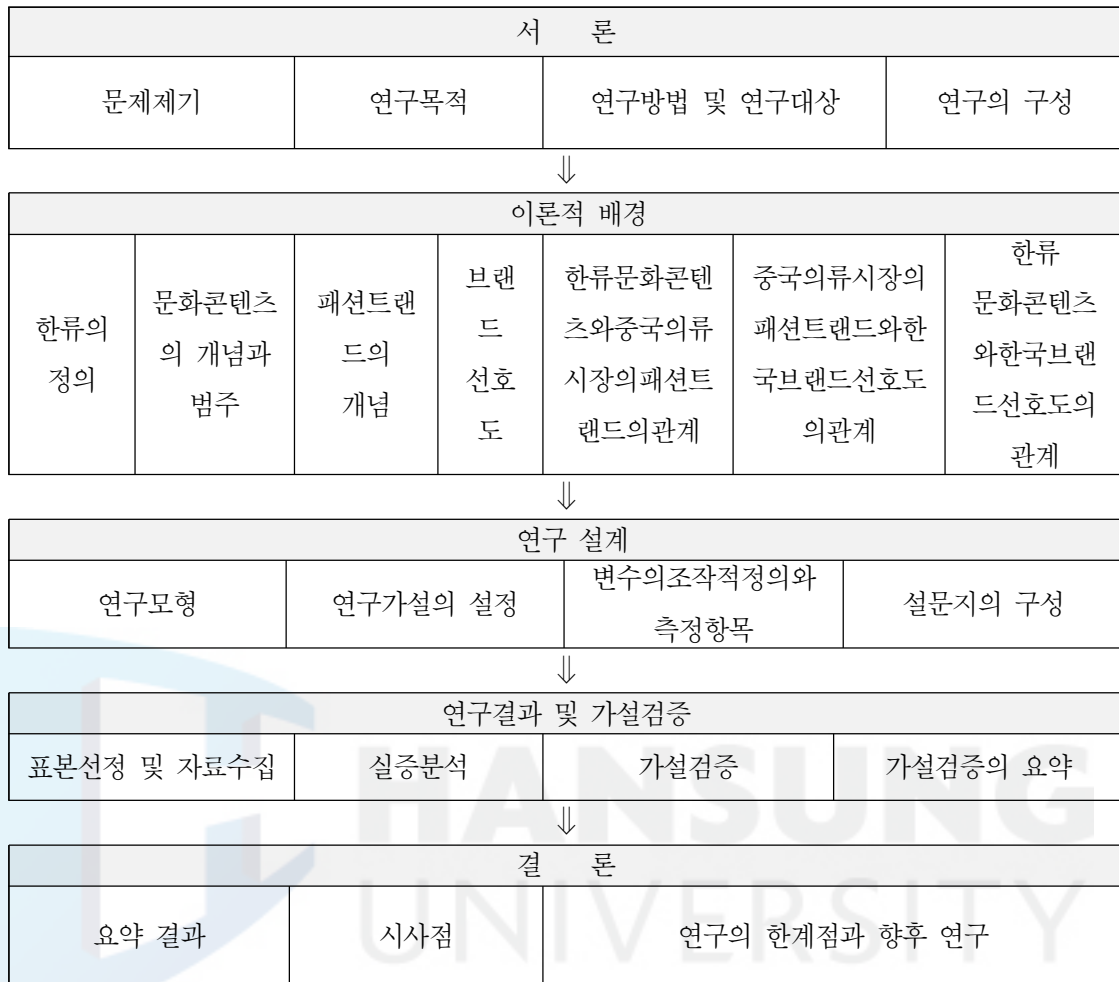 서 론
문제제기
연구목적
연구방법 및 연구대상
연구의 구성
⇓
이론적 배경
한류의
정의
문화콘텐츠
의 개념과
범주
패션트랜
드의
개념
브랜
드
선호
도
한류문화콘텐
츠와중국의류
시장의패션트
랜드의관계
중국의류시장의
패션트랜드와한
국브랜드선호도
의관계
한류
문화콘텐츠
와한국브랜
드선호도의
관계
⇓
연구 설계
연구모형
연구가설의 설정
변수의조작적정의와
측정항목
설문지의 구성
⇓
연구결과 및 가설검증
표본선정 및 자료수집
실증분석
가설검증
가설검증의 요약
⇓
결 론
요약 결과
시사점
연구의 한계점과 향후 연구
HANSUNG
UNIVERSITY